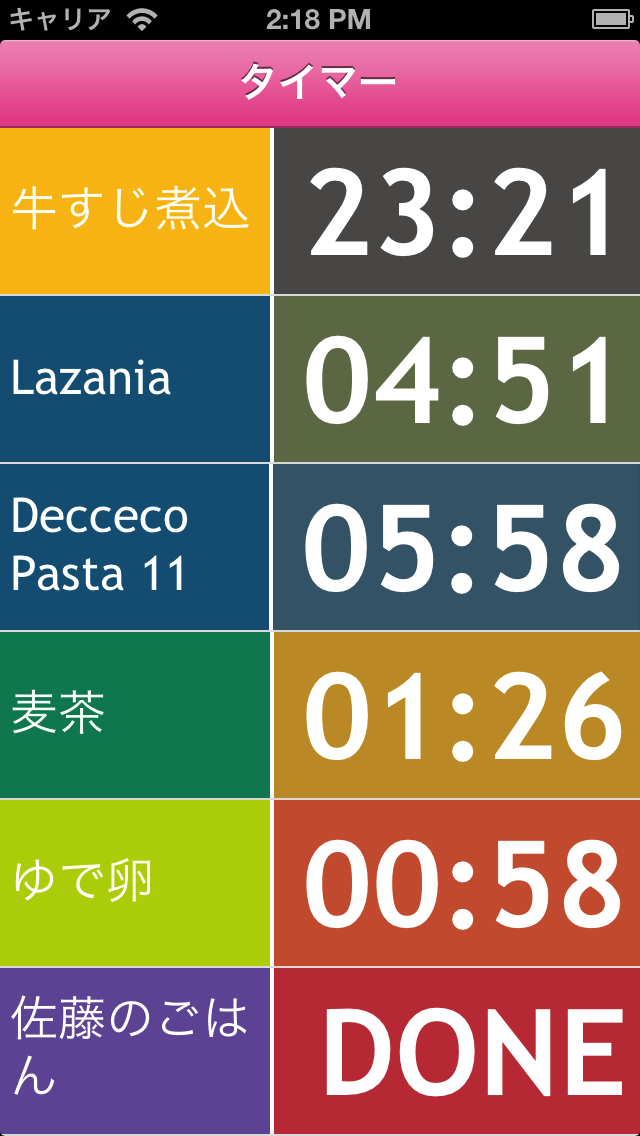 キャリア 2:18 PM
タイマー
牛すじ煮込 23:21
Lazania 04:51
Decceco
Pasta 11 05:58
麦茶 01:26
ゆで卵 00:58
佐藤のごは
ん DONE